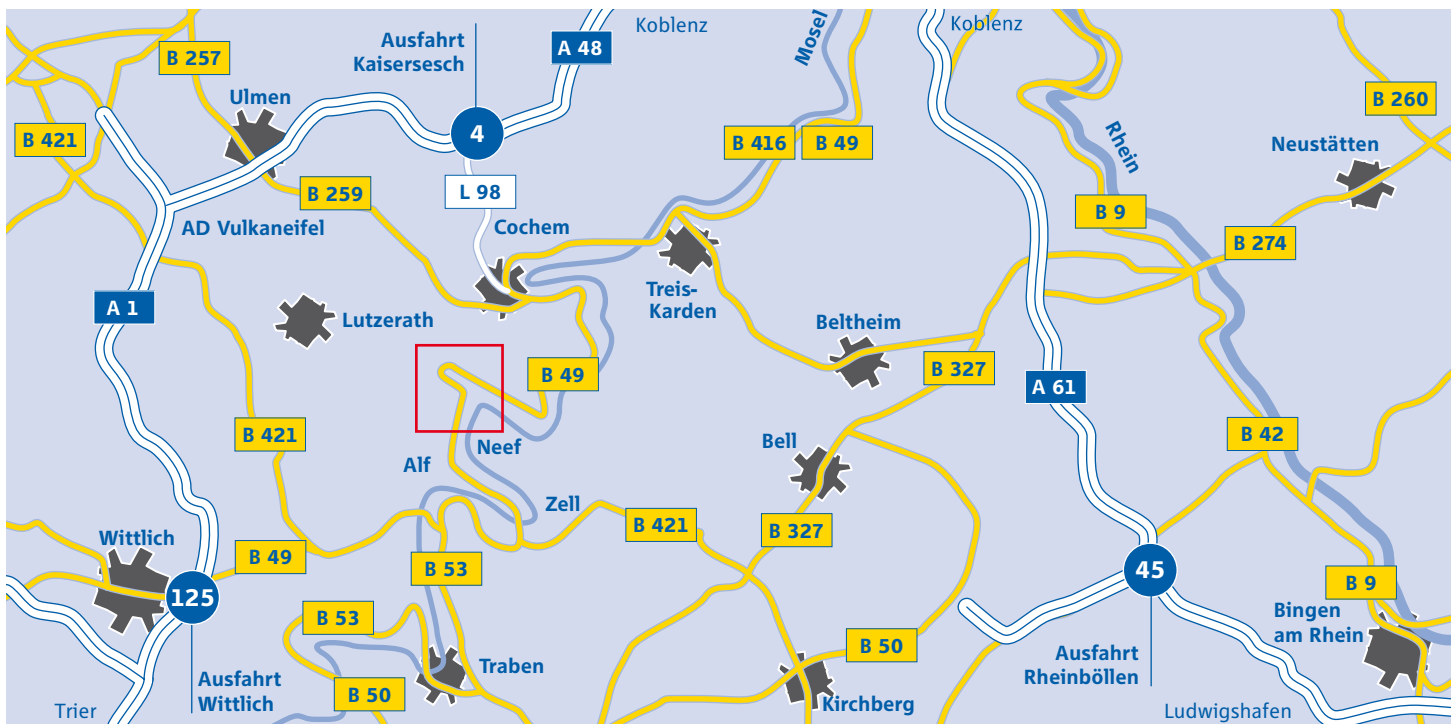 Koblenz
Koblenz
Ausfahrt
Kaisersesch
A 48
Mosel
B 257
Ulmen
B 260
4
B 421
B 416
B 49
Rhein
Neustätten
L 98
B 259
B 9
AD Vulkaneifel
Cochem
B 274
Treis-
Karden
A 1
Lutzerath
Beltheim
B 49
B 327
A 61
B 421
Neef
Bell
B 42
Alf
Zell
B 421
B 327
Wittlich
B 49
B 53
45
B 9
125
B 53
Bingen
am Rhein
B 50
Ausfahrt
Rheinböllen
Traben
Ausfahrt
Wittlich
B 50
Kirchberg
Trier
Ludwigshafen